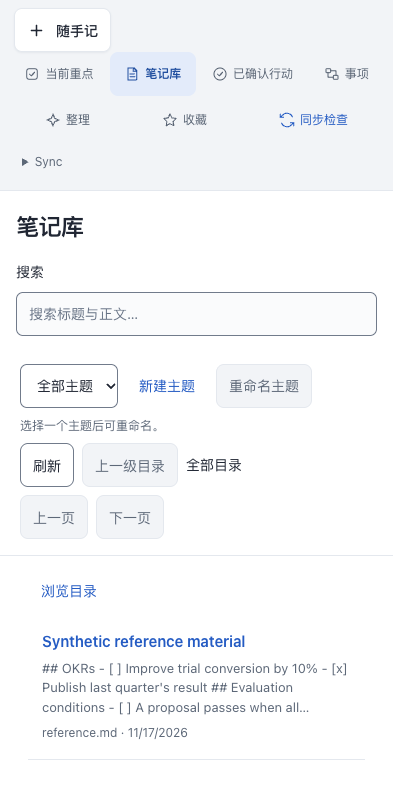 + 随手记
当前重点 笔记库 已确认行动 事项
整理 收藏 同步检查
Sync
笔记库
搜索
搜索标题与正文...
全部主题 新建主题 重命名主题
选择一个主题后可重命名。
刷新 上一级目录 全部目录
上一页 下一页
浏览目录
Synthetic reference material
## OKRs - [ ] Improve trial conversion by 10% - [x]
Publish last quarter's result ## Evaluation
conditions - [ ] A proposal passes when all...
reference.md · 11/17/2026